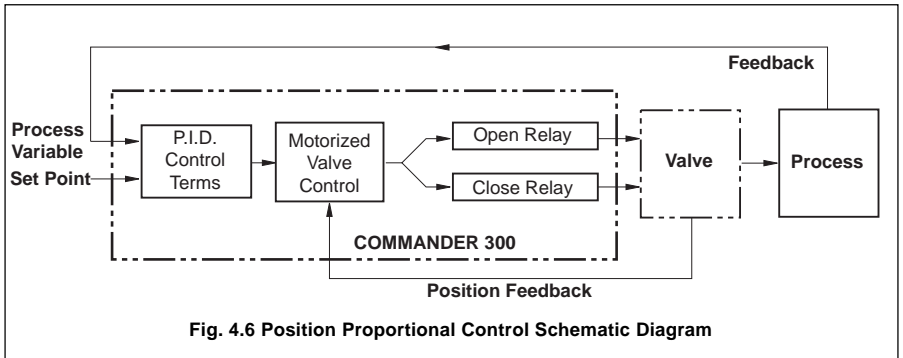 Feedback
Process
Variable
Set Point
P.I.D.
Control
Terms
Motorized
Valve
Control
Open Relay
Close Relay
Valve
Process
COMMANDER 300
Position Feedback
Fig. 4.6 Position Proportional Control Schematic Diagram